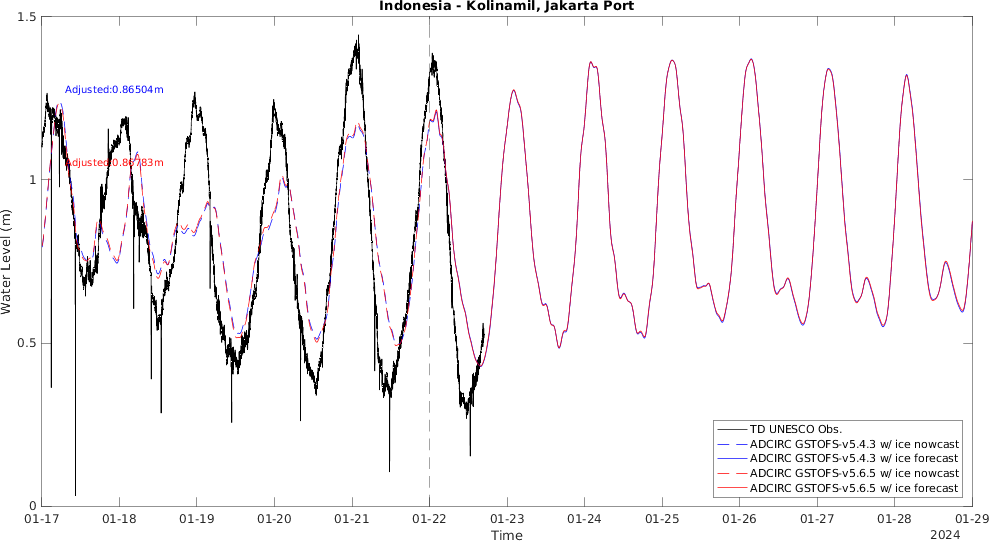 Indonesia - Kolinamil, Jakarta Port
1.5
1
0.5
0
Water Level (m)
Adjusted:0.86504m
Adjusted:0.86783m
TD UNESCO Obs.
ADCIRC GSTOFS-v5.4.3 w/ ice nowcast
ADCIRC GSTOFS-v5.4.3 w/ ice forecast
ADCIRC GSTOFS-v5.6.5 w/ ice nowcast
ADCIRC GSTOFS-v5.6.5 w/ ice forecast
01-17 01-18 01-19 01-20 01-21 01-22 01-23 01-24 01-25 01-26 01-27 01-28 01-29
Time
2024